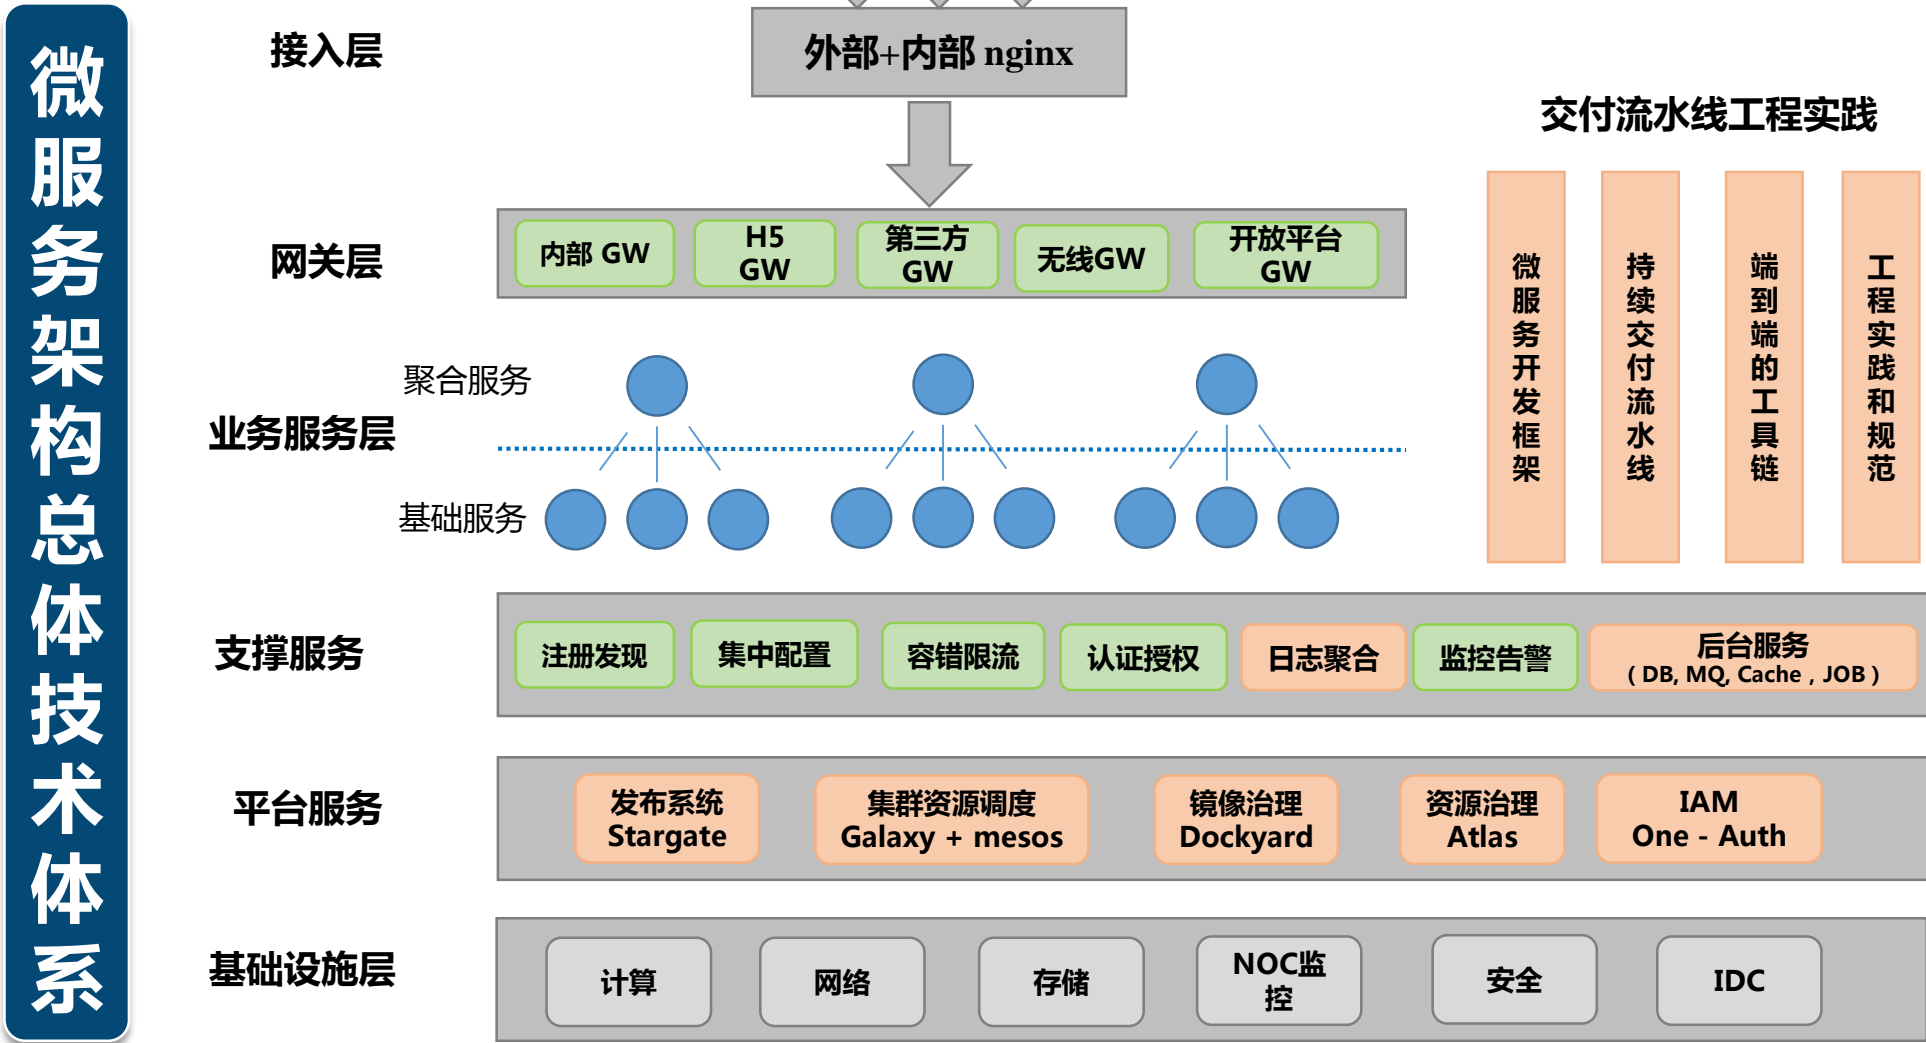 微服务架构总体技术体系
接入层
外部+内部 nginx
交付流水线工程实践
网关层
内部 GW
H5
GW
第三方
GW
无线GW
开放平台
GW
微服务开发框架
持续交付流水线
端到端的工具链
工程实践和规范
业务服务层
聚合服务
基础服务
支撑服务
注册发现
集中配置
容错限流
认证授权
日志聚合
监控告警
后台服务
( DB, MQ, Cache , JOB )
平台服务
发布系统
Stargate
集群资源调度
Galaxy + mesos
镜像治理
Dockyard
资源治理
Atlas
IAM
One - Auth
基础设施层
计算
网络
存储
NOC监
控
安全
IDC